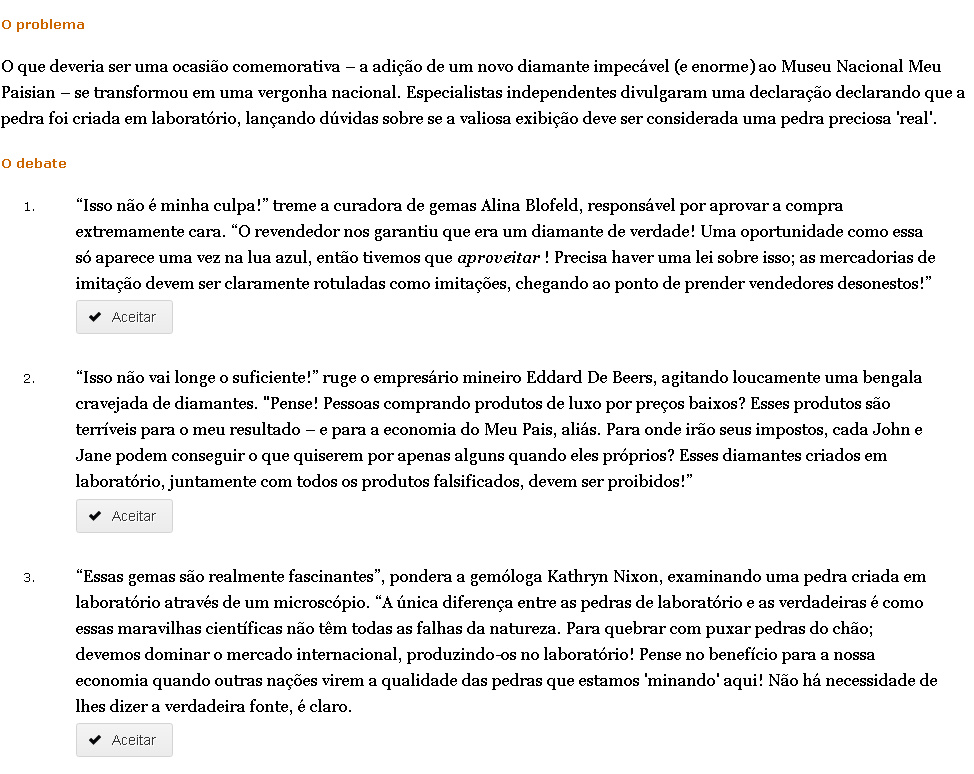 O problema
O que deveria ser uma ocasião comemorativa – a adição de um novo diamante impecável (e enorme) ao Museu Nacional Meu
Paisian – se transformou em uma vergonha nacional. Especialistas independentes divulgaram uma declaração declarando que a
pedra foi criada em laboratório, lançando dúvidas sobre se a valiosa exibição deve ser considerada uma pedra preciosa 'real'.
O debate
1. “Isso não é minha culpa!” treme a curadora de gemas Alina Blofeld, responsável por aprovar a compra
extremamente cara. “O revendedor nos garantiu que era um diamante de verdade! Uma oportunidade como essa
só aparece uma vez na lua azul, então tivemos que aproveitar ! Precisa haver uma lei sobre isso; as mercadorias de
imitação devem ser claramente rotuladas como imitações, chegando ao ponto de prender vendedores desonestos!”
✔ Aceitar
2. “Isso não vai longe o suficiente!” ruge o empresário mineiro Eddard De Beers, agitando loucamente uma bengala
cravejada de diamantes. "Pense! Pessoas comprando produtos de luxo por preços baixos? Esses produtos são
terríveis para o meu resultado – e para a economia do Meu Pais, aliás. Para onde irão seus impostos, cada John e
Jane podem conseguir o que quiserem por apenas alguns quando eles próprios? Esses diamantes criados em
laboratório, juntamente com todos os produtos falsificados, devem ser proibidos!”
✔ Aceitar
3. “Essas gemas são realmente fascinantes”, pondera a gemóloga Kathryn Nixon, examinando uma pedra criada em
laboratório através de um microscópio. “A única diferença entre as pedras de laboratório e as verdadeiras é como
essas maravilhas científicas não têm todas as falhas da natureza. Para quebrar com puxar pedras do chão;
devemos dominar o mercado internacional, produzindo-os no laboratório! Pense no benefício para a nossa
economia quando outras nações virem a qualidade das pedras que estamos 'minando' aqui! Não há necessidade de
lhes dizer a verdadeira fonte, é claro.
✔ Aceitar